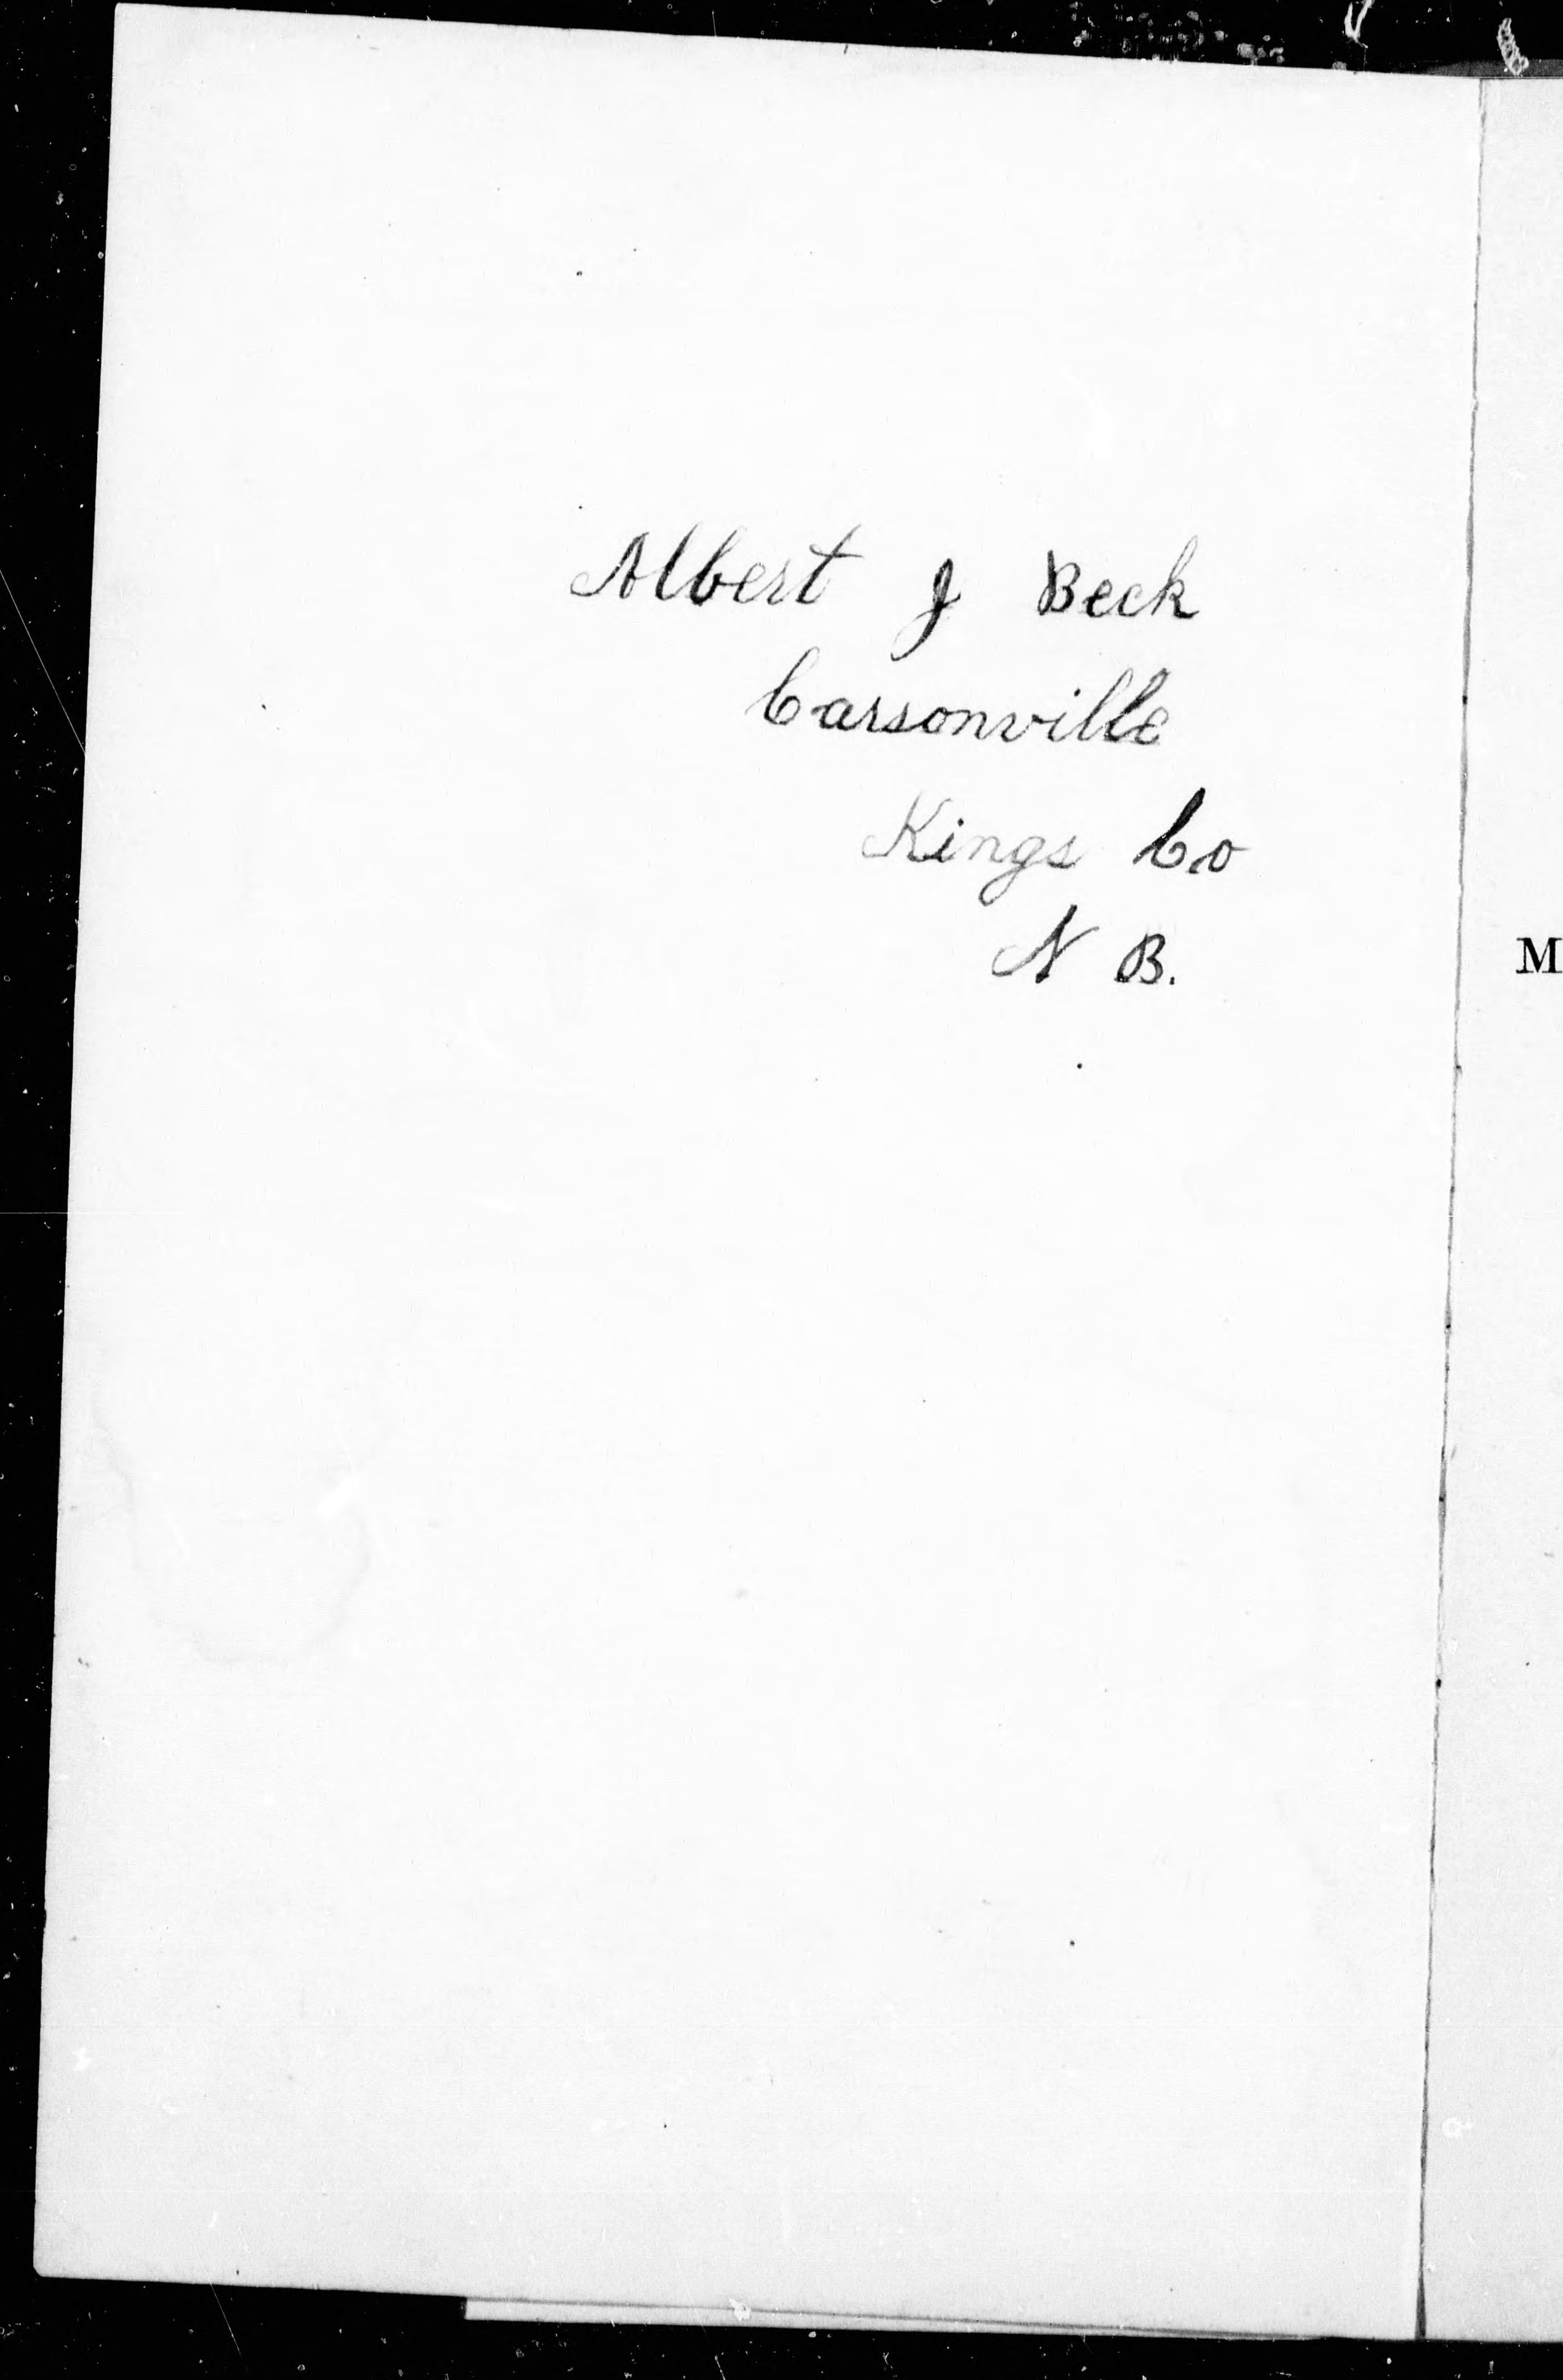 Albert J Beck
Carsonville
Kings Co
N B.
M